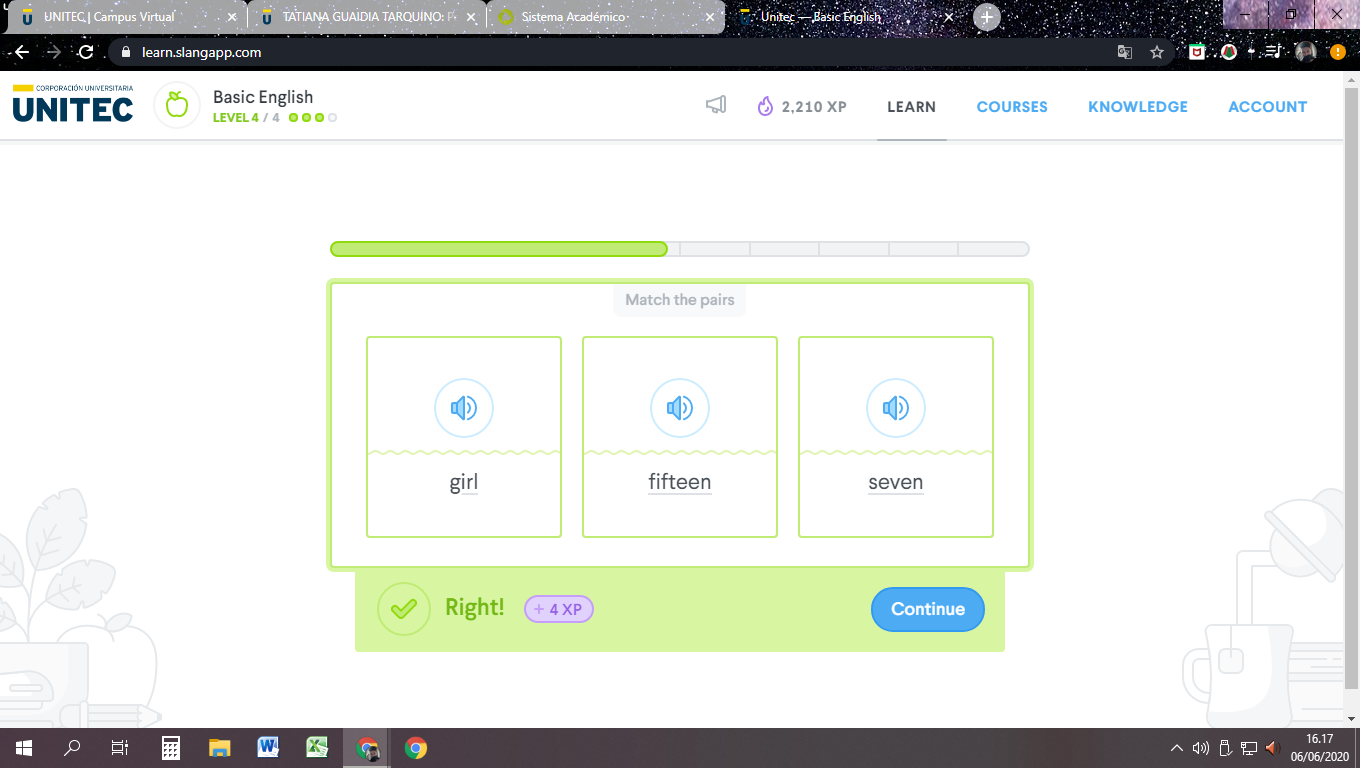 UNITEC | Campus Virtual
TATIANA GUAIDIA TARQUINO:
Sistema Académico
Unitec — Basic English
learn.slangapp.com
CORPORACIÓN UNIVERSITARIA
UNITEC
Basic English
LEVEL 4 / 4
2,210 XP
LEARN
COURSES
KNOWLEDGE
ACCOUNT
Match the pairs
girl
fifteen
seven
Right!
+ 4 XP
Continue
16.17
06/06/2020